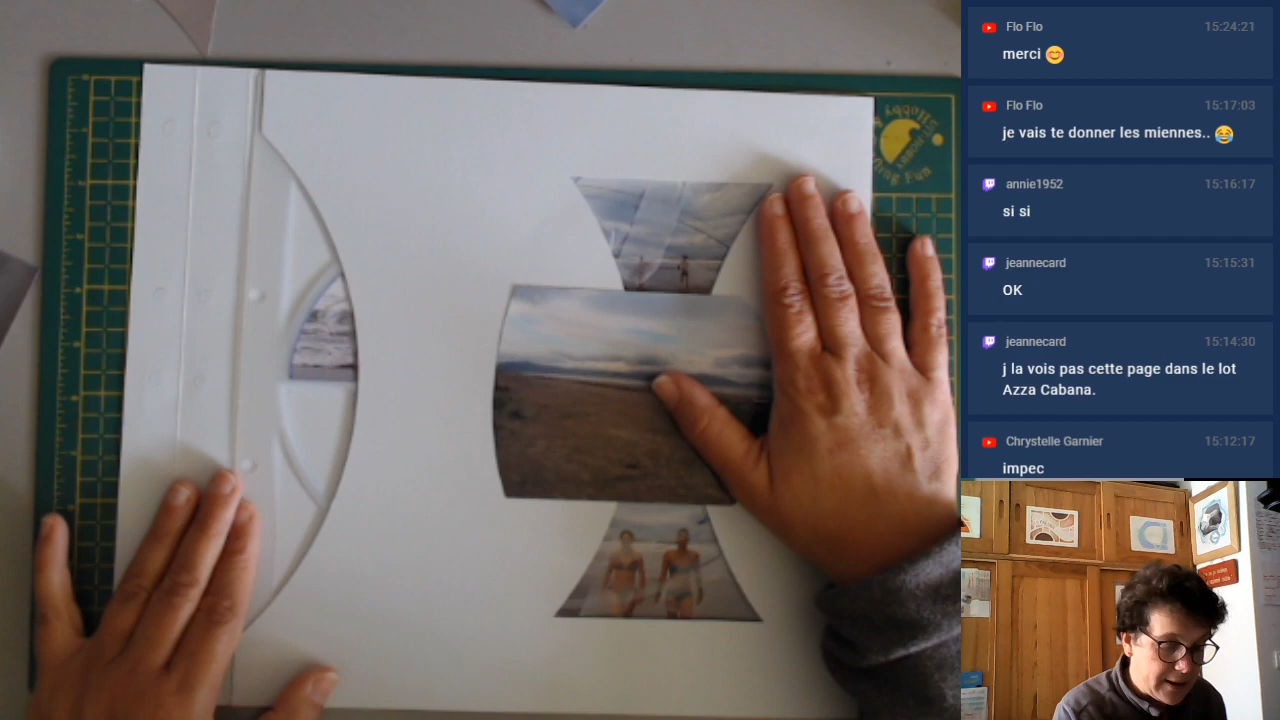 Flo Flo 15:24:21
merci 😊
Flo Flo 15:17:03
je vais te donner les miennes.. 😂
annie1952 15:16:17
si si
jeannecard 15:15:31
OK
jeannecard 15:14:30
j la vois pas cette page dans le lot
Azza Cabana.
Chrystelle Garnier 15:12:17
impec